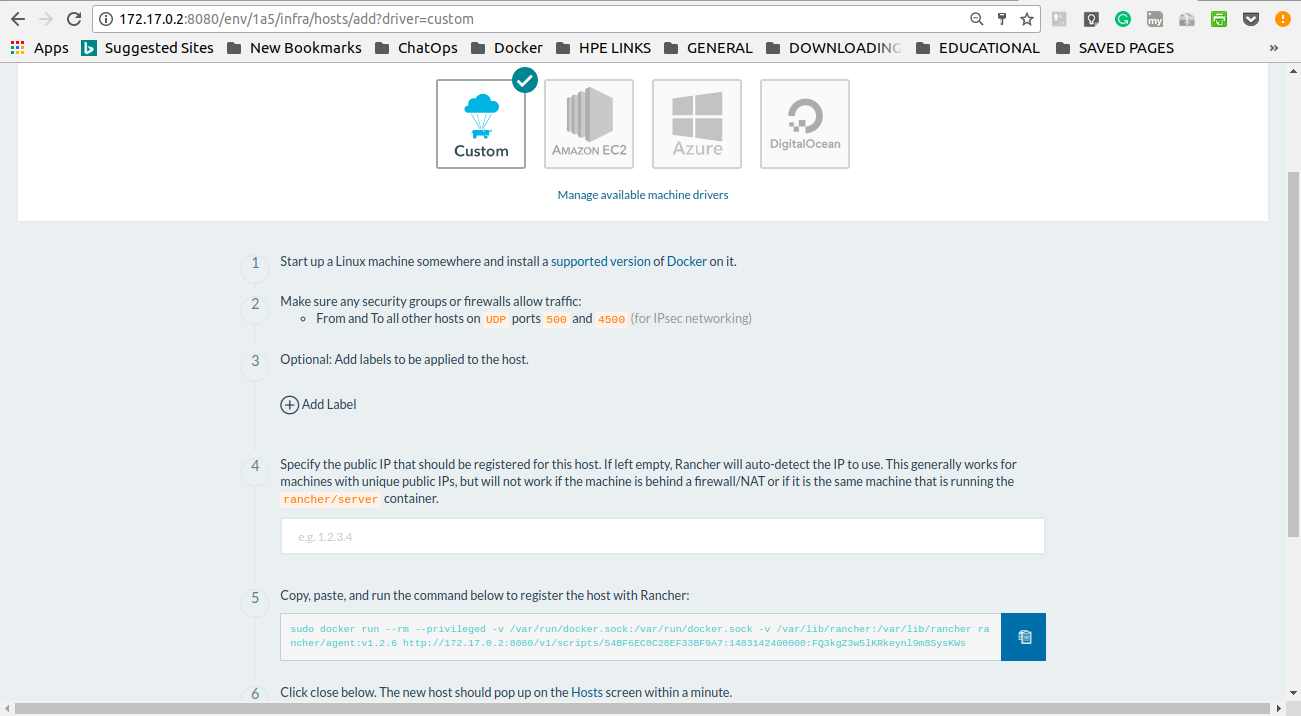 172.17.0.2:8080/env/1a5/infra/hosts/add?driver=custom
Apps Suggested Sites New Bookmarks ChatOps Docker HPE LINKS GENERAL DOWNLOADING EDUCATIONAL SAVED PAGES »
Custom AMAZON EC2 Azure DigitalOcean
Manage available machine drivers
1 Start up a Linux machine somewhere and install a supported version of Docker on it.
2 Make sure any security groups or firewalls allow traffic:
From and To all other hosts on UDP ports 500 and 4500 (for IPsec networking)
3 Optional: Add labels to be applied to the host.
Add Label
4 Specify the public IP that should be registered for this host. If left empty, Rancher will auto-detect the IP to use. This generally works for
machines with unique public IPs, but will not work if the machine is behind a firewall/NAT or if it is the same machine that is running the
rancher/server container.
e.g. 1.2.3.4
5 Copy, paste, and run the command below to register the host with Rancher:
sudo docker run --rm --privileged -v /var/run/docker.sock:/var/run/docker.sock -v /var/lib/rancher:/var/lib/rancher ra
ncher/agent:v1.2.6 http://172.17.0.2:8080/v1/scripts/54BF6EC0C28EF33BF9A7:1483142400000:FQ3kgZ3w5lKRkeynl9m8SysKWs
6 Click close below. The new host should pop up on the Hosts screen within a minute.